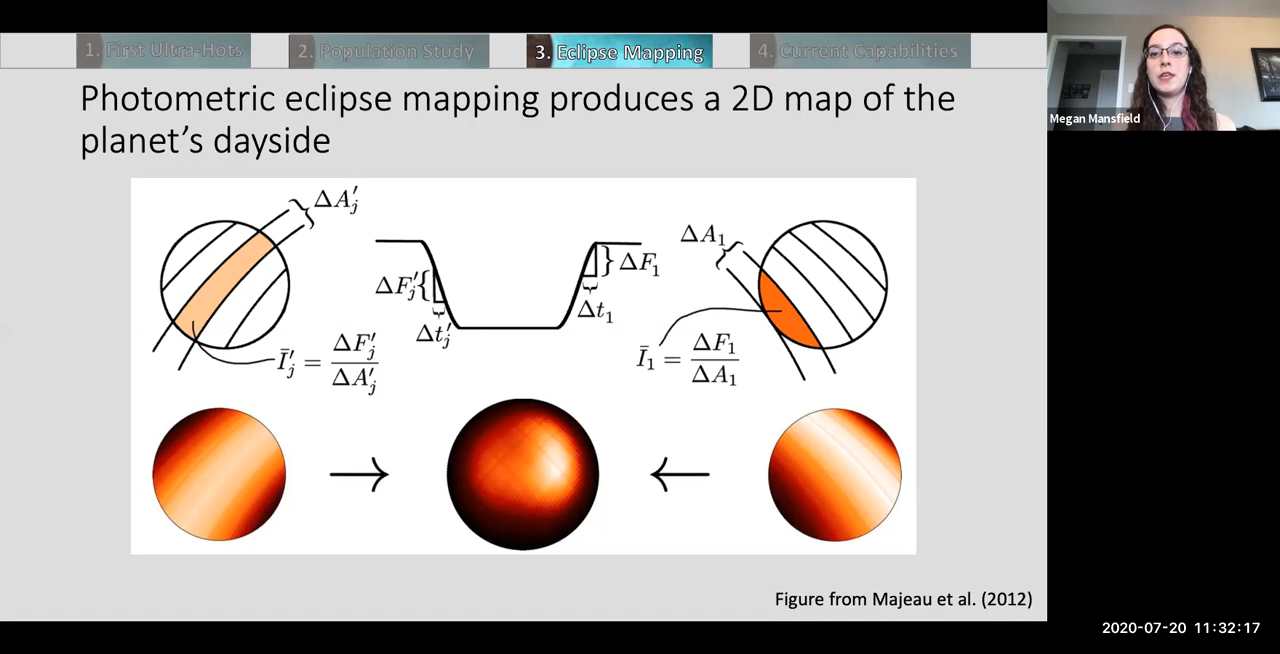 1. First Ultra-Hots
2. Population Study
3. Eclipse Mapping
4. Current Capabilities
Photometric eclipse mapping produces a 2D map of the
planet's dayside
Megan Mansfield
ΔA′j
ΔF′j
Δt′j
Ī′j = ΔF′j
ΔA′j
ΔF1
Δt1
ΔA1
Ī1 = ΔF1
ΔA1
Figure from Majeau et al. (2012)
2020-07-20 11:32:17